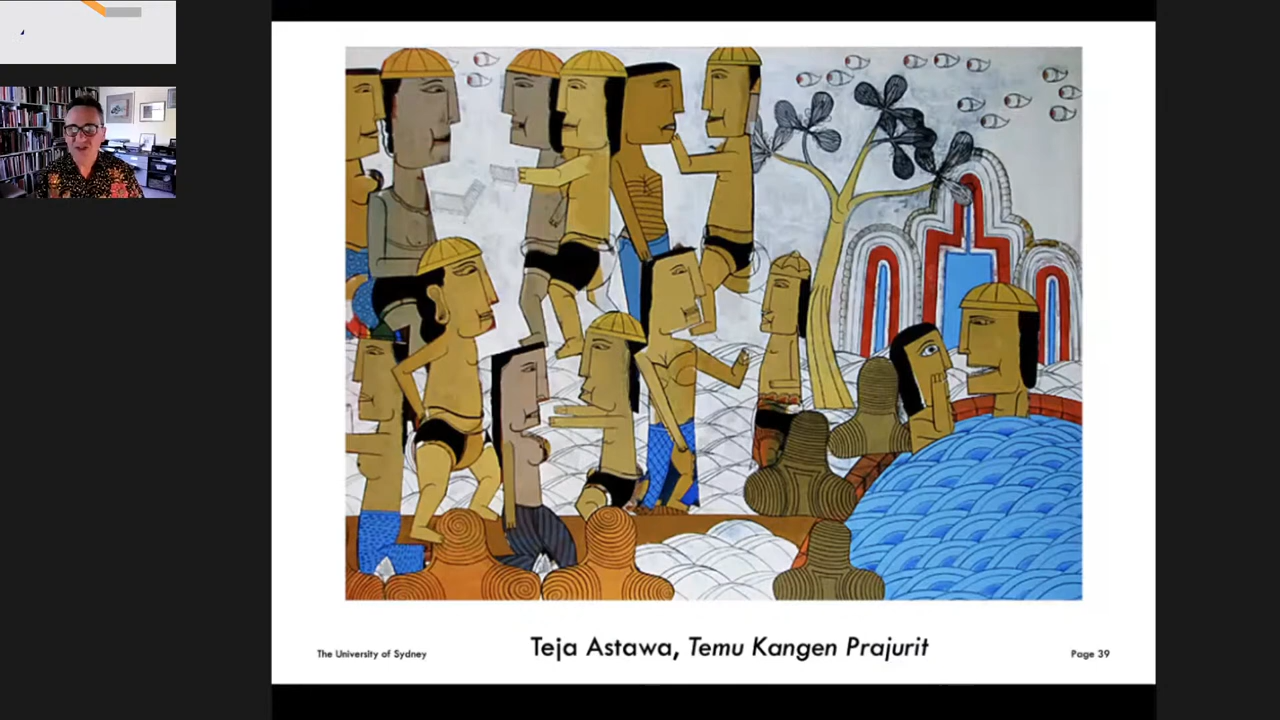 Teja Astawa, Temu Kangen Prajurit
The University of Sydney
Page 39